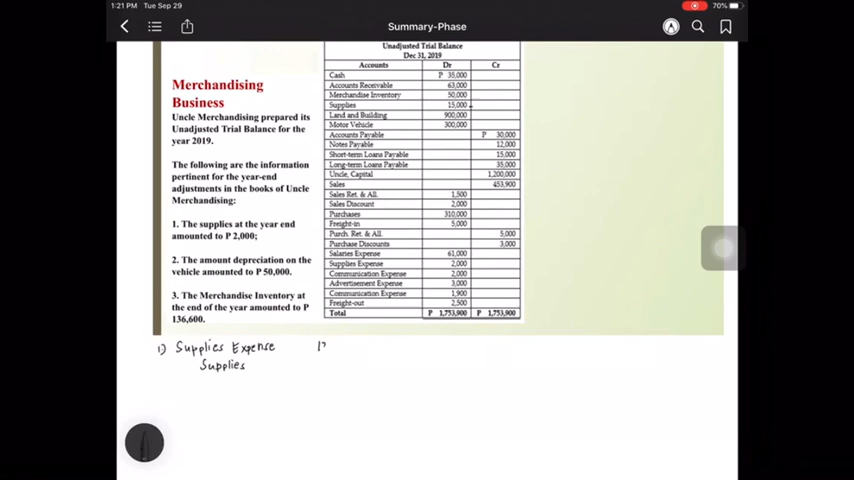 1:21 PM Tue Sep 29
70%
Summary-Phase
Merchandising
Business
Uncle Merchandising prepared its
Unadjusted Trial Balance for the
year 2019.
The following are the information
pertinent for the year-end
adjustments in the books of Uncle
Merchandising:
1. The supplies at the year end
amounted to P 2,000;
2. The amount depreciation on the
vehicle amounted to P 50,000.
3. The Merchandise Inventory at
the end of the year amounted to P
136,600.
Unadjusted Trial Balance
Dec 31, 2019
Accounts Dr Cr
Cash P 35,000
Accounts Receivable 63,000
Merchandise Inventory 50,000
Supplies 15,000
Land and Building 900,000
Motor Vehicle 300,000
Accounts Payable P 30,000
Notes Payable 12,000
Short-term Loans Payable 15,000
Long-term Loans Payable 35,000
Uncle, Capital 1,200,000
Sales 453,900
Sales Ret. & All. 1,500
Sales Discount 2,000
Purchases 310,000
Freight-in 5,000
Purch. Ret. & All. 5,000
Purchase Discounts 3,000
Salaries Expense 61,000
Supplies Expense 2,000
Communication Expense 2,000
Advertisement Expense 3,000
Communication Expense 1,900
Freight-out 2,500
Total P 1,753,900 P 1,753,900
1) Supplies Expense
Supplies